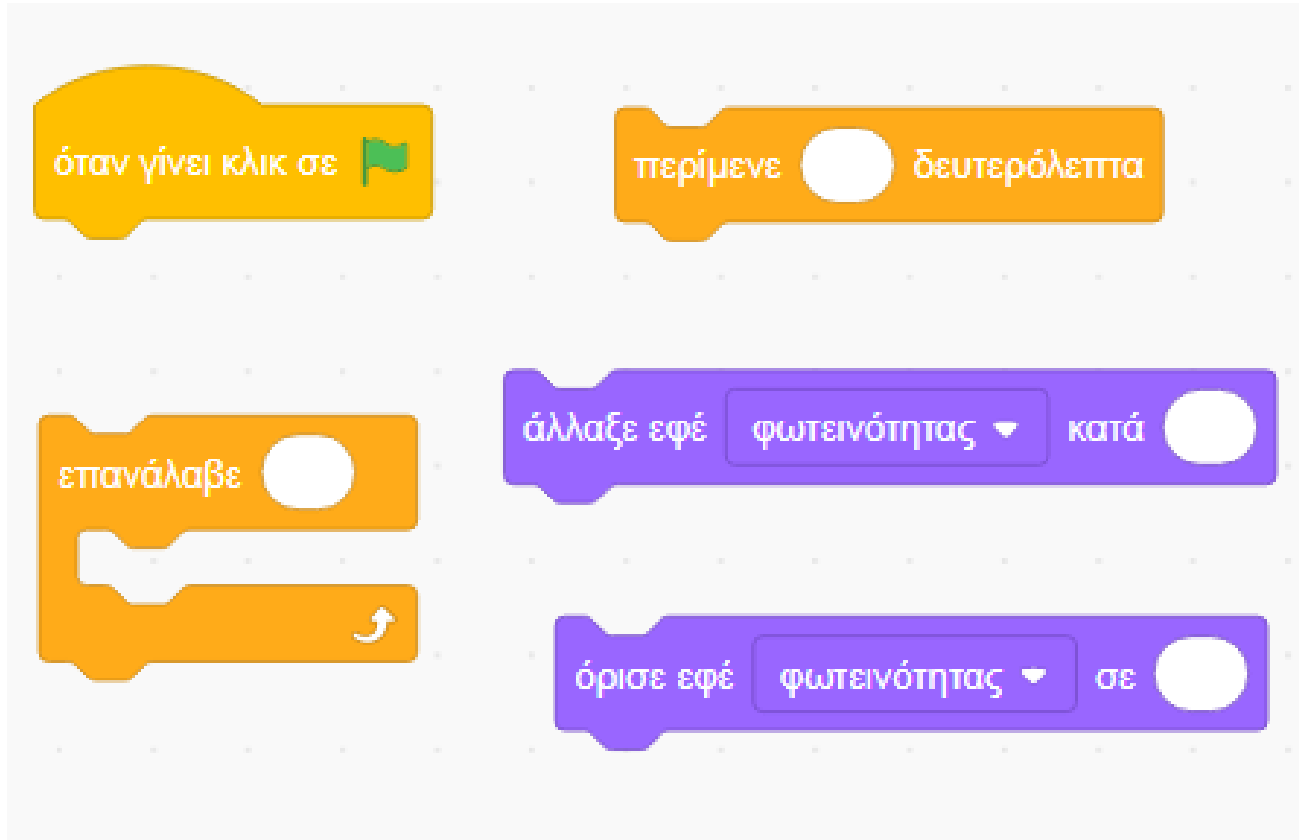 όταν γίνει κλικ σε
περίμενε δευτερόλεπτα
επανάλαβε
άλλαξε εφέ φωτεινότητας κατά
όρισε εφέ φωτεινότητας σε